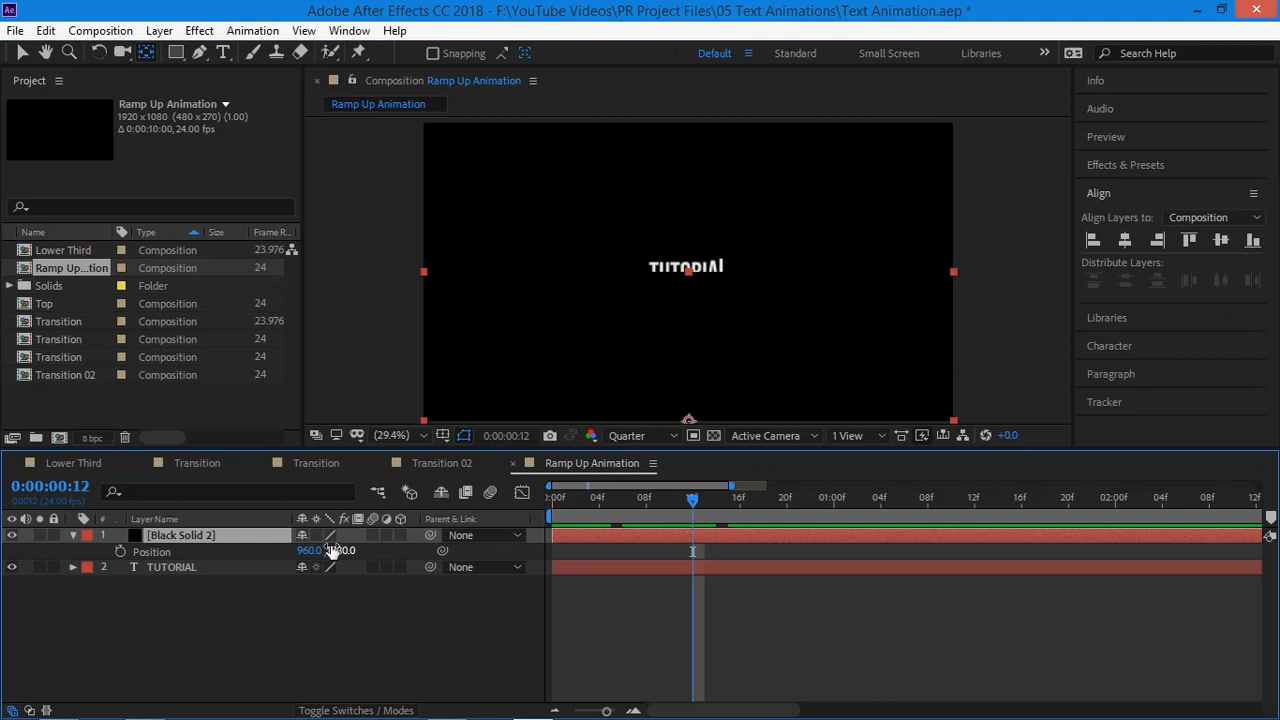 Ae
Adobe After Effects CC 2018 - F:\YouTube Videos\PR Project Files\05 Text Animations\Text Animation.aep *
File Edit Composition Layer Effect Animation View Window Help
Snapping Default Standard Small Screen Libraries Search Help
Project
Ramp Up Animation
1920 x 1080 (480 x 270) (1.00)
Δ 0:00:10:00, 24.00 fps
Name Type Size Frame R...
Lower Third Composition 23.976
Ramp Up...tion Composition 24
Solids Folder
Top Composition 24
Transition Composition 23.976
Transition Composition 24
Transition Composition 24
Transition 02 Composition 24
8 bpc
Composition Ramp Up Animation
Ramp Up Animation
TUTORIAL
(29.4%) 0:00:00:12 Quarter Active Camera 1 View +0.0
Info
Audio
Preview
Effects & Presets
Align
Align Layers to: Composition
Distribute Layers:
Libraries
Character
Paragraph
Tracker
Lower Third Transition Transition Transition 02 Ramp Up Animation
0:00:00:12
00012 (24.00 fps)
:00f 04f 08f 12f 16f 20f 01:00f 04f 08f 12f 16f 20f 02:00f 04f 08f 12f
# Layer Name fx Parent & Link
1 [Black Solid 2] None
Position 960.0
2 T TUTORIAL None
Toggle Switches / Modes